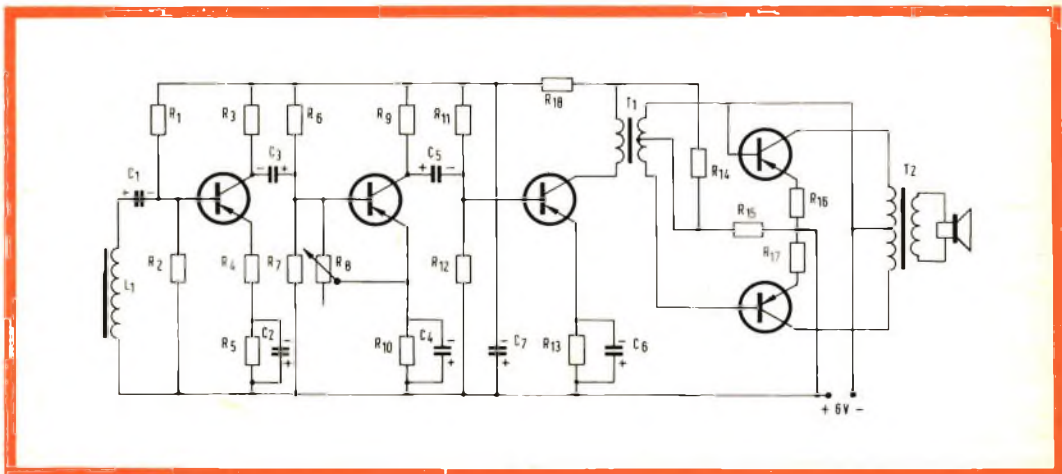 R1
R3
R6
R9
R11
R18
T1
C1
+ -
C3
- +
C5
+ -
R14
R16
T2
R15
R17
R2
L1
R4
R7
R8
R12
R5
C2
-
+
R10
C4
-
+
C7
-
+
R13
C6
-
+
+ 6V -